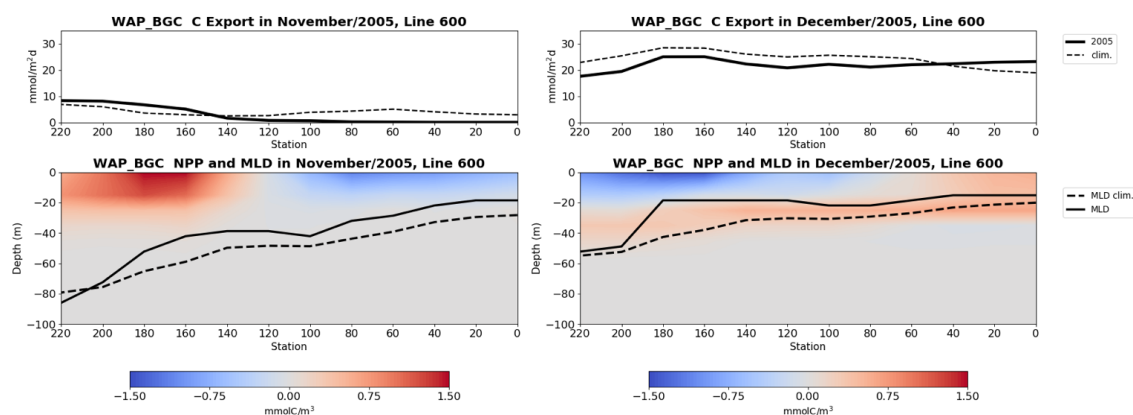 WAP_BGC C Export in November/2005, Line 600
mmol/m²d
30
20
10
0
220 200 180 160 140 120 100 80 60 40 20 0
Station
WAP_BGC C Export in December/2005, Line 600
mmol/m²d
30
20
10
0
220 200 180 160 140 120 100 80 60 40 20 0
Station
2005
clim.
WAP_BGC NPP and MLD in November/2005, Line 600
Depth (m)
0
−20
−40
−60
−80
−100
220 200 180 160 140 120 100 80 60 40 20 0
Station
WAP_BGC NPP and MLD in December/2005, Line 600
Depth (m)
0
−20
−40
−60
−80
−100
220 200 180 160 140 120 100 80 60 40 20 0
Station
MLD clim.
MLD
−1.50 −0.75 0.00 0.75 1.50
mmolC/m³
−1.50 −0.75 0.00 0.75 1.50
mmolC/m³